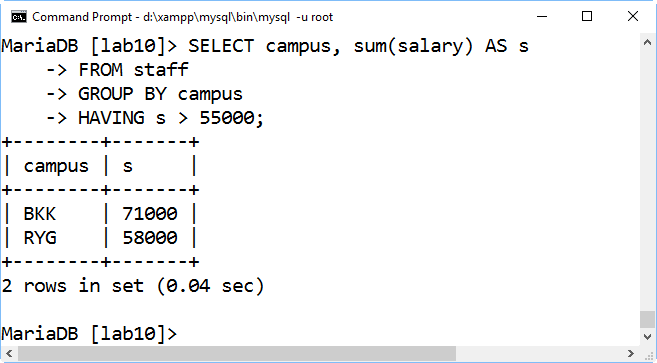 Command Prompt - d:\xampp\mysql\bin\mysql -u root
MariaDB [lab10]> SELECT campus, sum(salary) AS s
    -> FROM staff
    -> GROUP BY campus
    -> HAVING s > 55000;
+--------+-------+
| campus | s     |
+--------+-------+
| BKK    | 71000 |
| RYG    | 58000 |
+--------+-------+
2 rows in set (0.04 sec)
MariaDB [lab10]>